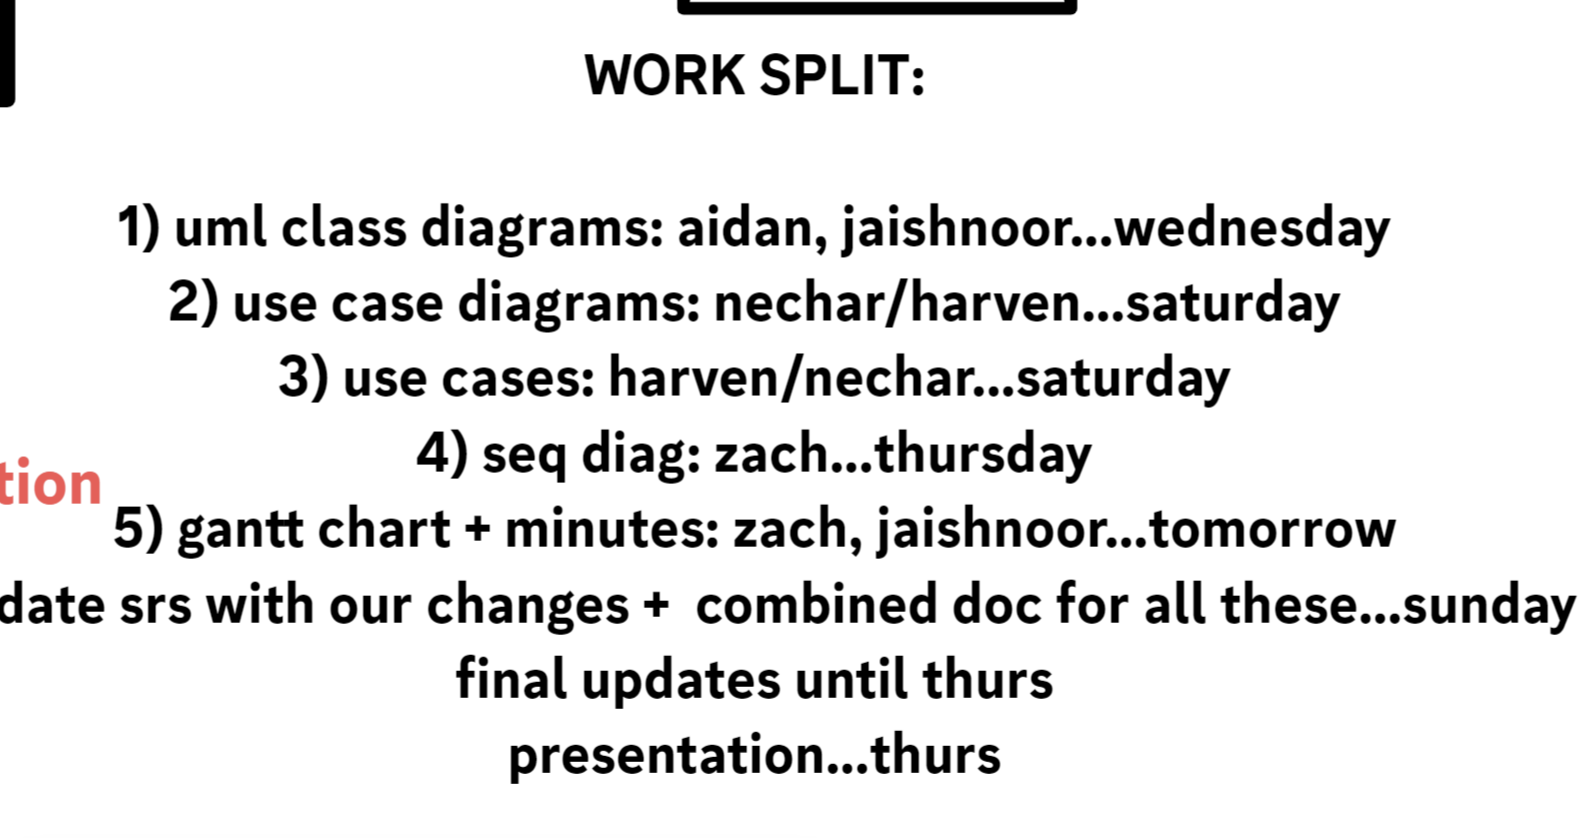 WORK SPLIT:
1) uml class diagrams: aidan, jaishnoor...wednesday
2) use case diagrams: nechar/harven...saturday
3) use cases: harven/nechar...saturday
4) seq diag: zach...thursday
tion
5) gantt chart + minutes: zach, jaishnoor...tomorrow
date srs with our changes +  combined doc for all these...sunday
final updates until thurs
presentation...thurs